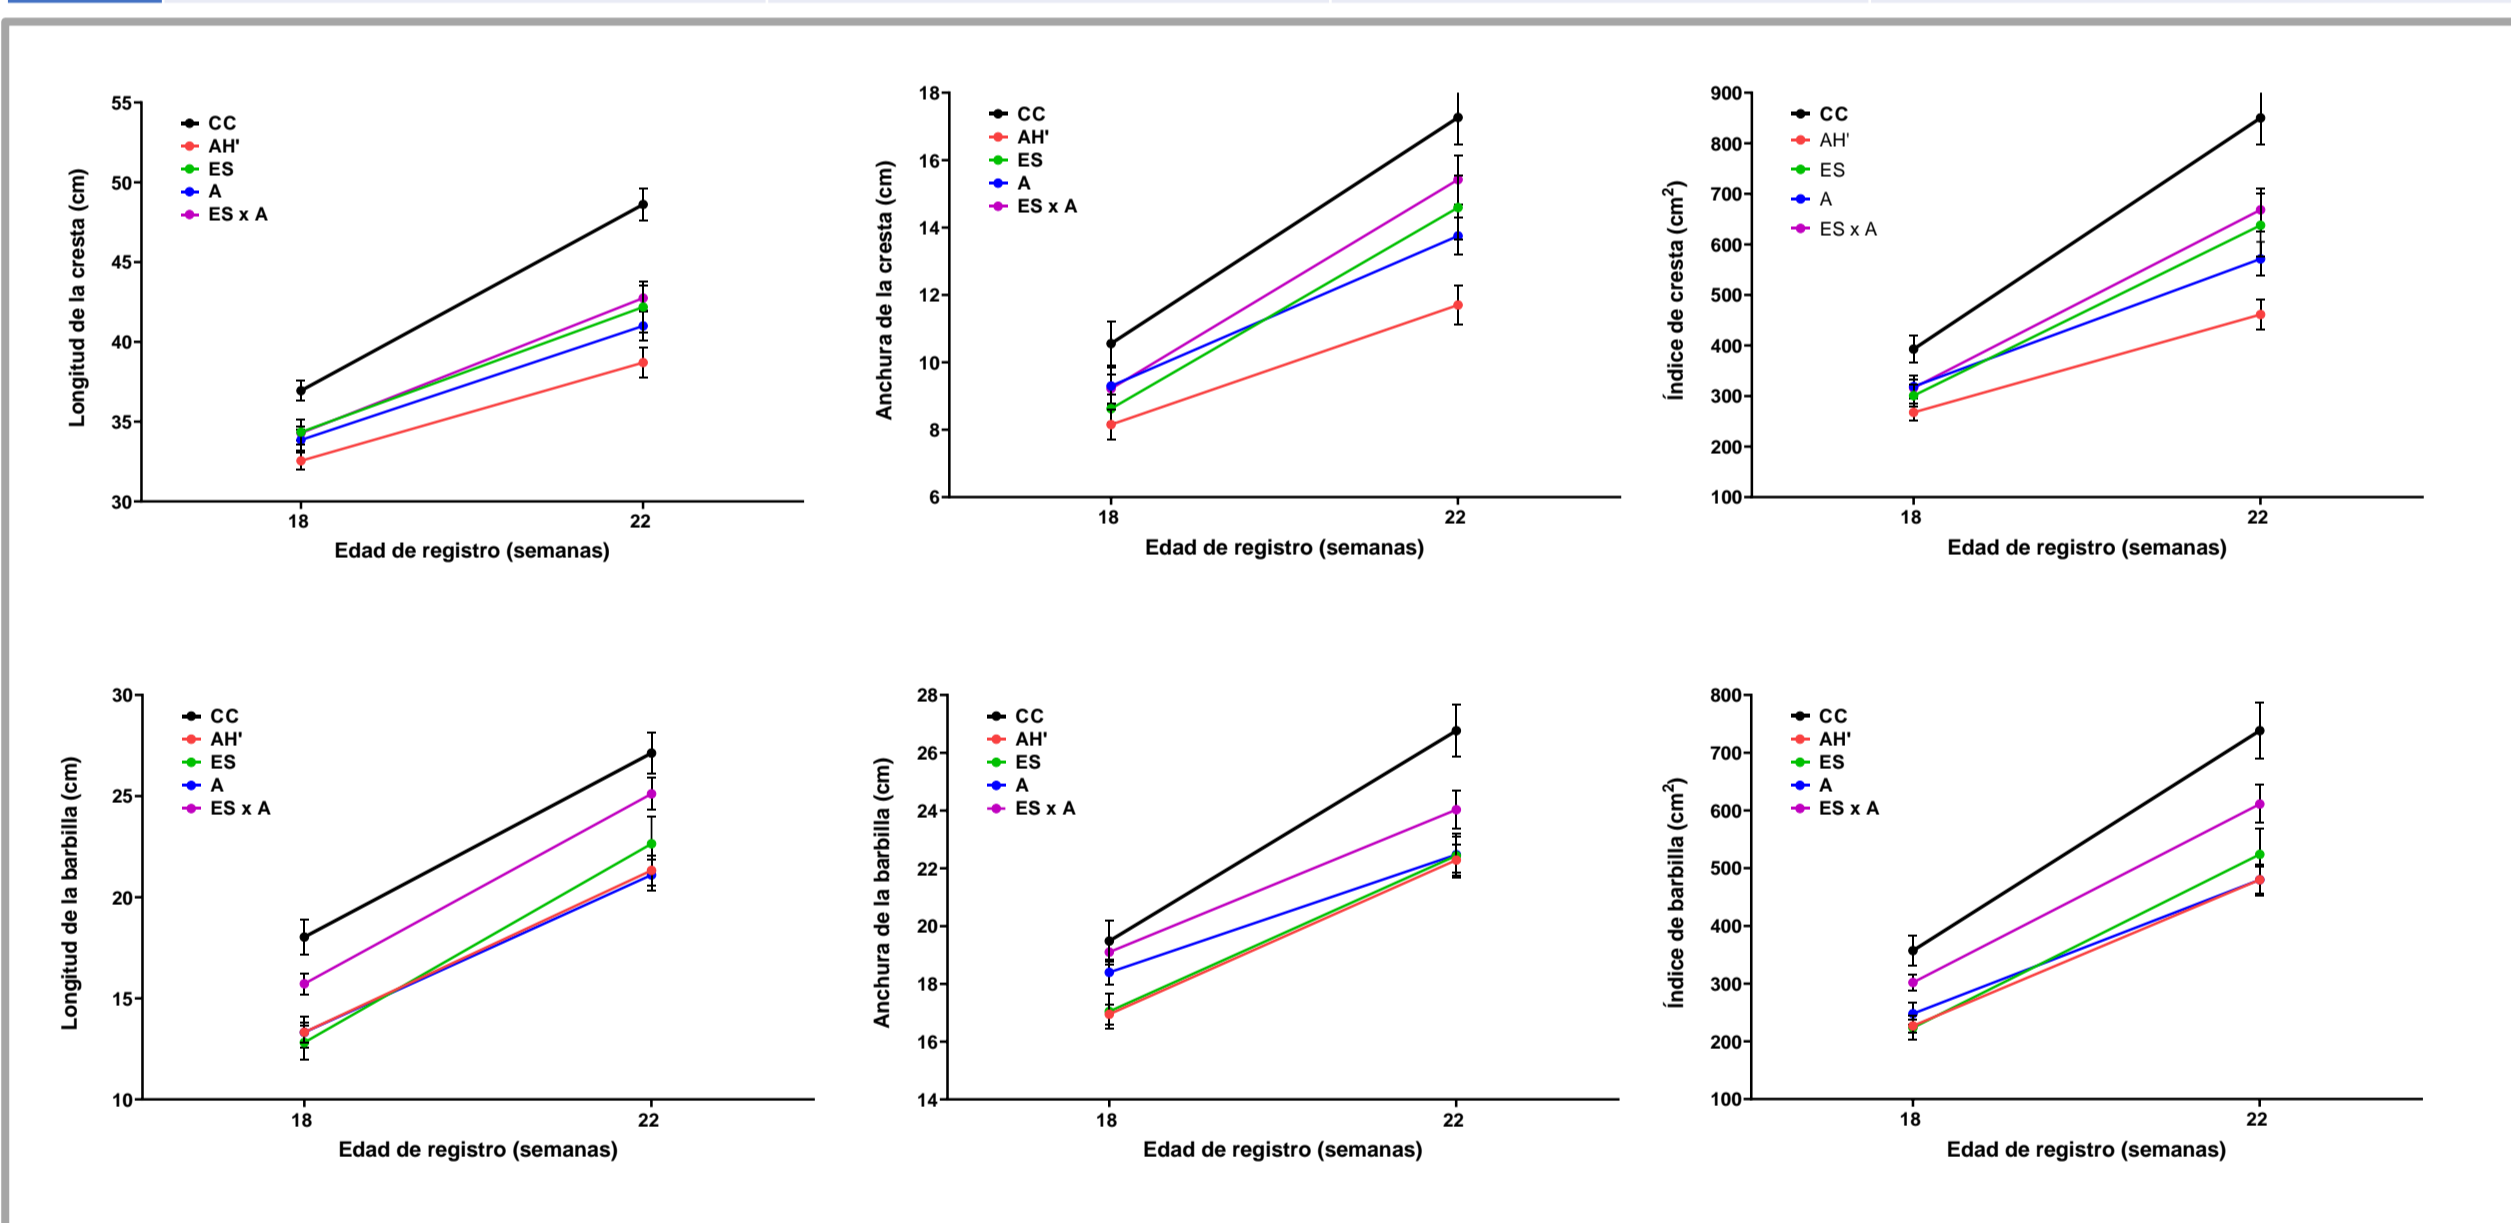 55
50
45
40
35
30
Longitud de la cresta (cm)
CC
AH'
ES
A
ES x A
18
22
Edad de registro (semanas)
18
16
14
12
10
8
6
Anchura de la cresta (cm)
CC
AH'
ES
A
ES x A
18
22
Edad de registro (semanas)
900
800
700
600
500
400
300
200
100
Índice de cresta (cm²)
CC
AH'
ES
A
ES x A
18
22
Edad de registro (semanas)
30
25
20
15
10
Longitud de la barbilla (cm)
CC
AH'
ES
A
ES x A
18
22
Edad de registro (semanas)
28
26
24
22
20
18
16
14
Anchura de la barbilla (cm)
CC
AH'
ES
A
ES x A
18
22
Edad de registro (semanas)
800
700
600
500
400
300
200
100
Índice de barbilla (cm²)
CC
AH'
ES
A
ES x A
18
22
Edad de registro (semanas)